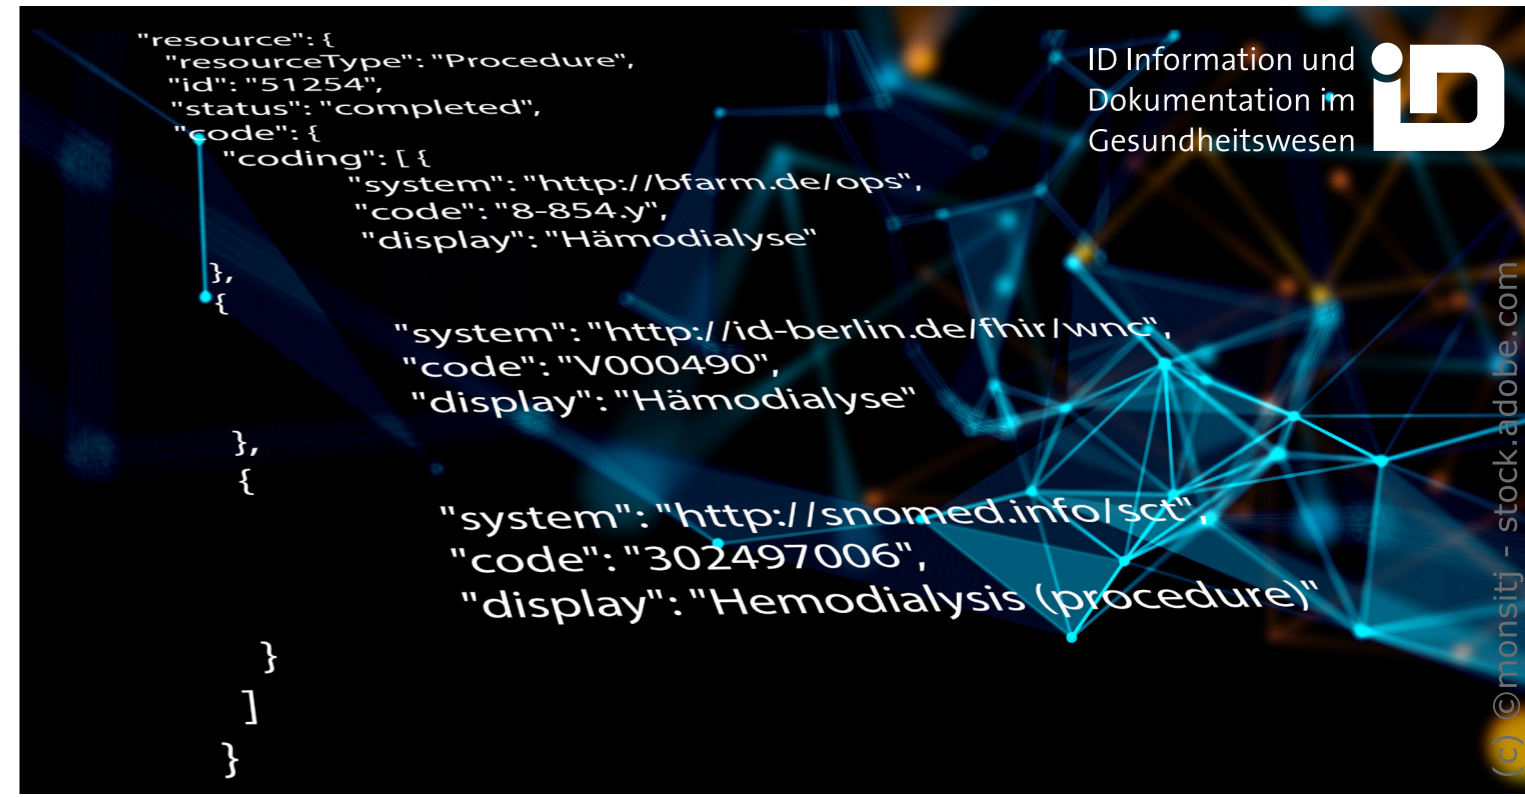 "resource": {
"resourceType": "Procedure",
"id": "51254",
"status": "completed",
"code": {
"coding": [ {
"system": "http://bfarm.de/ops",
"code": "8-854.y",
"display": "Hämodialyse"
},
{
"system": "http://id-berlin.de/fhir/wnc",
"code": "V000490",
"display": "Hämodialyse"
},
{
"system": "http://snomed.info/sct",
"code": "302497006",
"display": "Hemodialysis (procedure)"
}
]
}
ID Information und
Dokumentation im
Gesundheitswesen
iD
(c) ©monsitj - stock.adobe.com